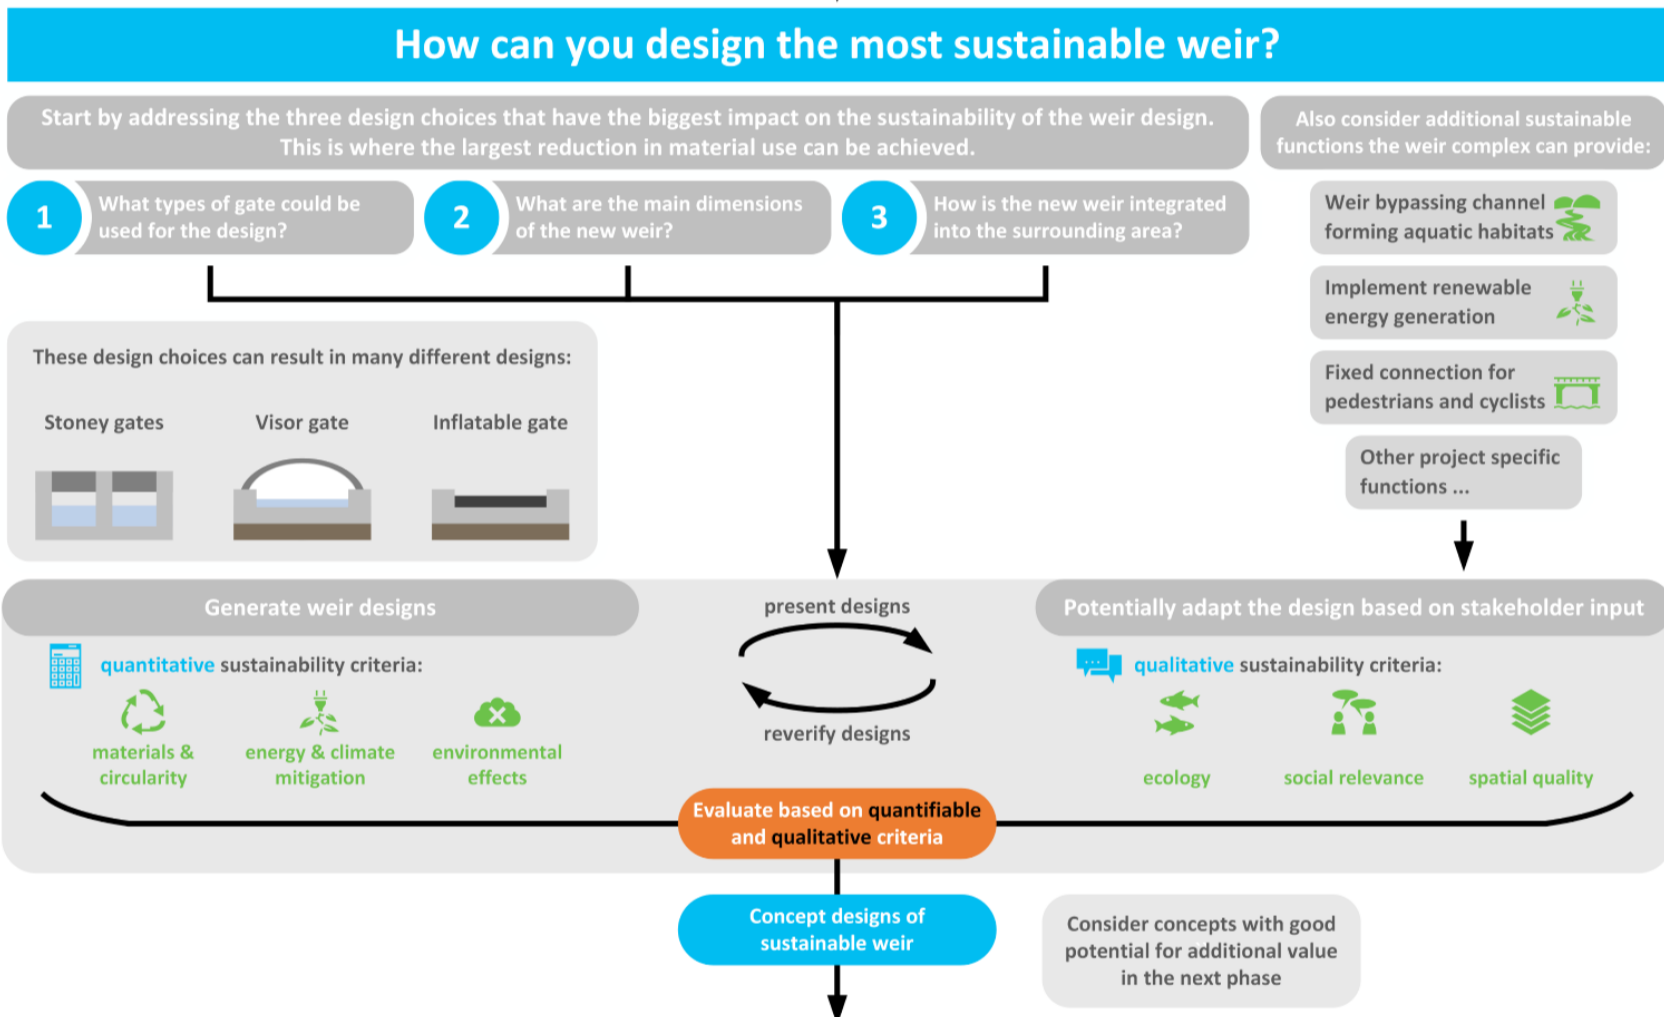 How can you design the most sustainable weir?
Start by addressing the three design choices that have the biggest impact on the sustainability of the weir design.
This is where the largest reduction in material use can be achieved.
Also consider additional sustainable
functions the weir complex can provide:
1
What types of gate could be
used for the design?
2
What are the main dimensions
of the new weir?
3
How is the new weir integrated
into the surrounding area?
Weir bypassing channel
forming aquatic habitats
Implement renewable
energy generation
Fixed connection for
pedestrians and cyclists
Other project specific
functions ...
These design choices can result in many different designs:
Stoney gates
Visor gate
Inflatable gate
Generate weir designs
quantitative sustainability criteria:
materials &
circularity
energy & climate
mitigation
environmental
effects
present designs
reverify designs
Potentially adapt the design based on stakeholder input
qualitative sustainability criteria:
ecology
social relevance
spatial quality
Evaluate based on quantifiable
and qualitative criteria
Concept designs of
sustainable weir
Consider concepts with good
potential for additional value
in the next phase